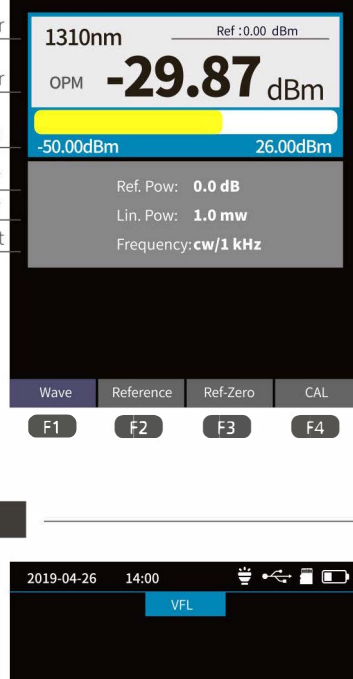 1310nm
Ref :0.00 dBm
OPM -29.87 dBm
-50.00dBm 26.00dBm
Ref. Pow: 0.0 dB
Lin. Pow: 1.0 mw
Frequency: cw/1 kHz
Wave Reference Ref-Zero CAL
F1 F2 F3 F4
2019-04-26 14:00
VFL